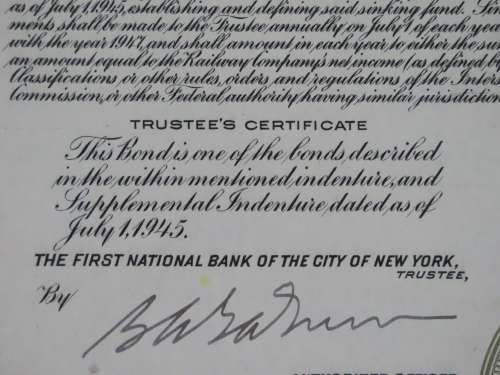 as of July 1, 1945, establishing and defining said sinking fund.
ments shall be made to the Trustee, annually on July 1 of each year
with the year 1947, and shall amount in each year to either the su
an amount equal to the Railway Company's net income (as defined by
Classifications, or other rules, orders and regulations of the Inters
Commission, or other Federal authority, having similar jurisdiction
TRUSTEE'S CERTIFICATE
This Bond is one of the bonds, described
in the within mentioned indenture, and
Supplemental Indenture, dated as of
July 1, 1945.
THE FIRST NATIONAL BANK OF THE CITY OF NEW YORK,
TRUSTEE,
By
AUTHORIZED OFFICER